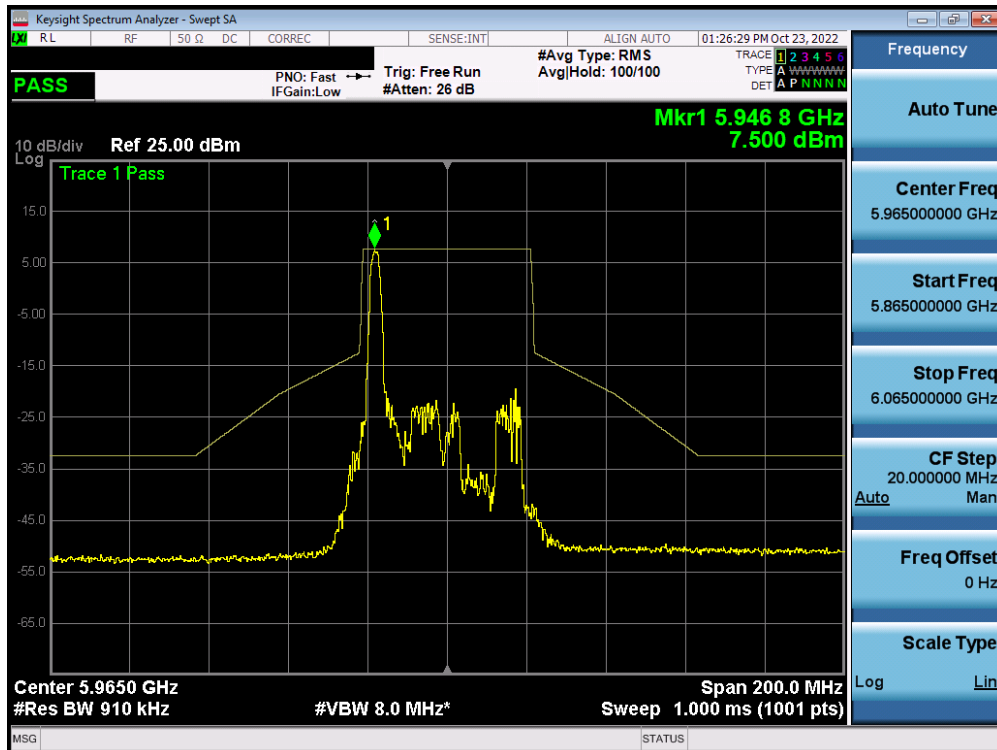 Keysight Spectrum Analyzer - Swept SA
LXI RL RF 50 Ω DC CORREC SENSE:INT ALIGN AUTO 01:26:29 PM Oct 23, 2022
PASS
PNO: Fast
IFGain:Low
Trig: Free Run
#Atten: 26 dB
#Avg Type: RMS
Avg|Hold: 100/100
TRACE 1 2 3 4 5 6
TYPE A WWWWWW
DET A P N N N N
Mkr1 5.946 8 GHz
7.500 dBm
10 dB/div Ref 25.00 dBm
Log
Trace 1 Pass
1
15.0
5.00
-5.00
-15.0
-25.0
-35.0
-45.0
-55.0
-65.0
Center 5.9650 GHz Span 200.0 MHz
#Res BW 910 kHz #VBW 8.0 MHz* Sweep 1.000 ms (1001 pts)
MSG STATUS
Frequency
Auto Tune
Center Freq
5.965000000 GHz
Start Freq
5.865000000 GHz
Stop Freq
6.065000000 GHz
CF Step
20.000000 MHz
Auto Man
Freq Offset
0 Hz
Scale Type
Log Lin